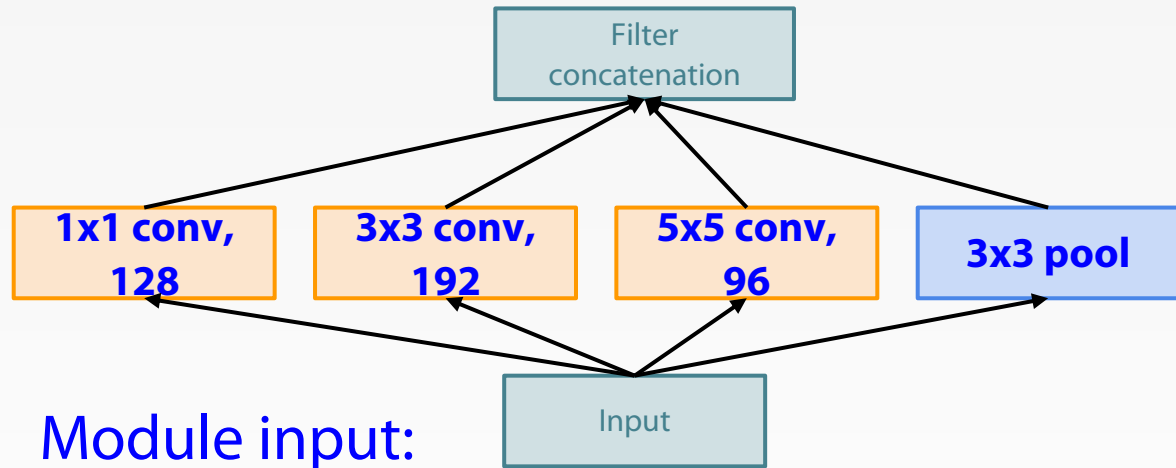 Filter
concatenation
1x1 conv,
128
3x3 conv,
192
5x5 conv,
96
3x3 pool
Input
Module input: